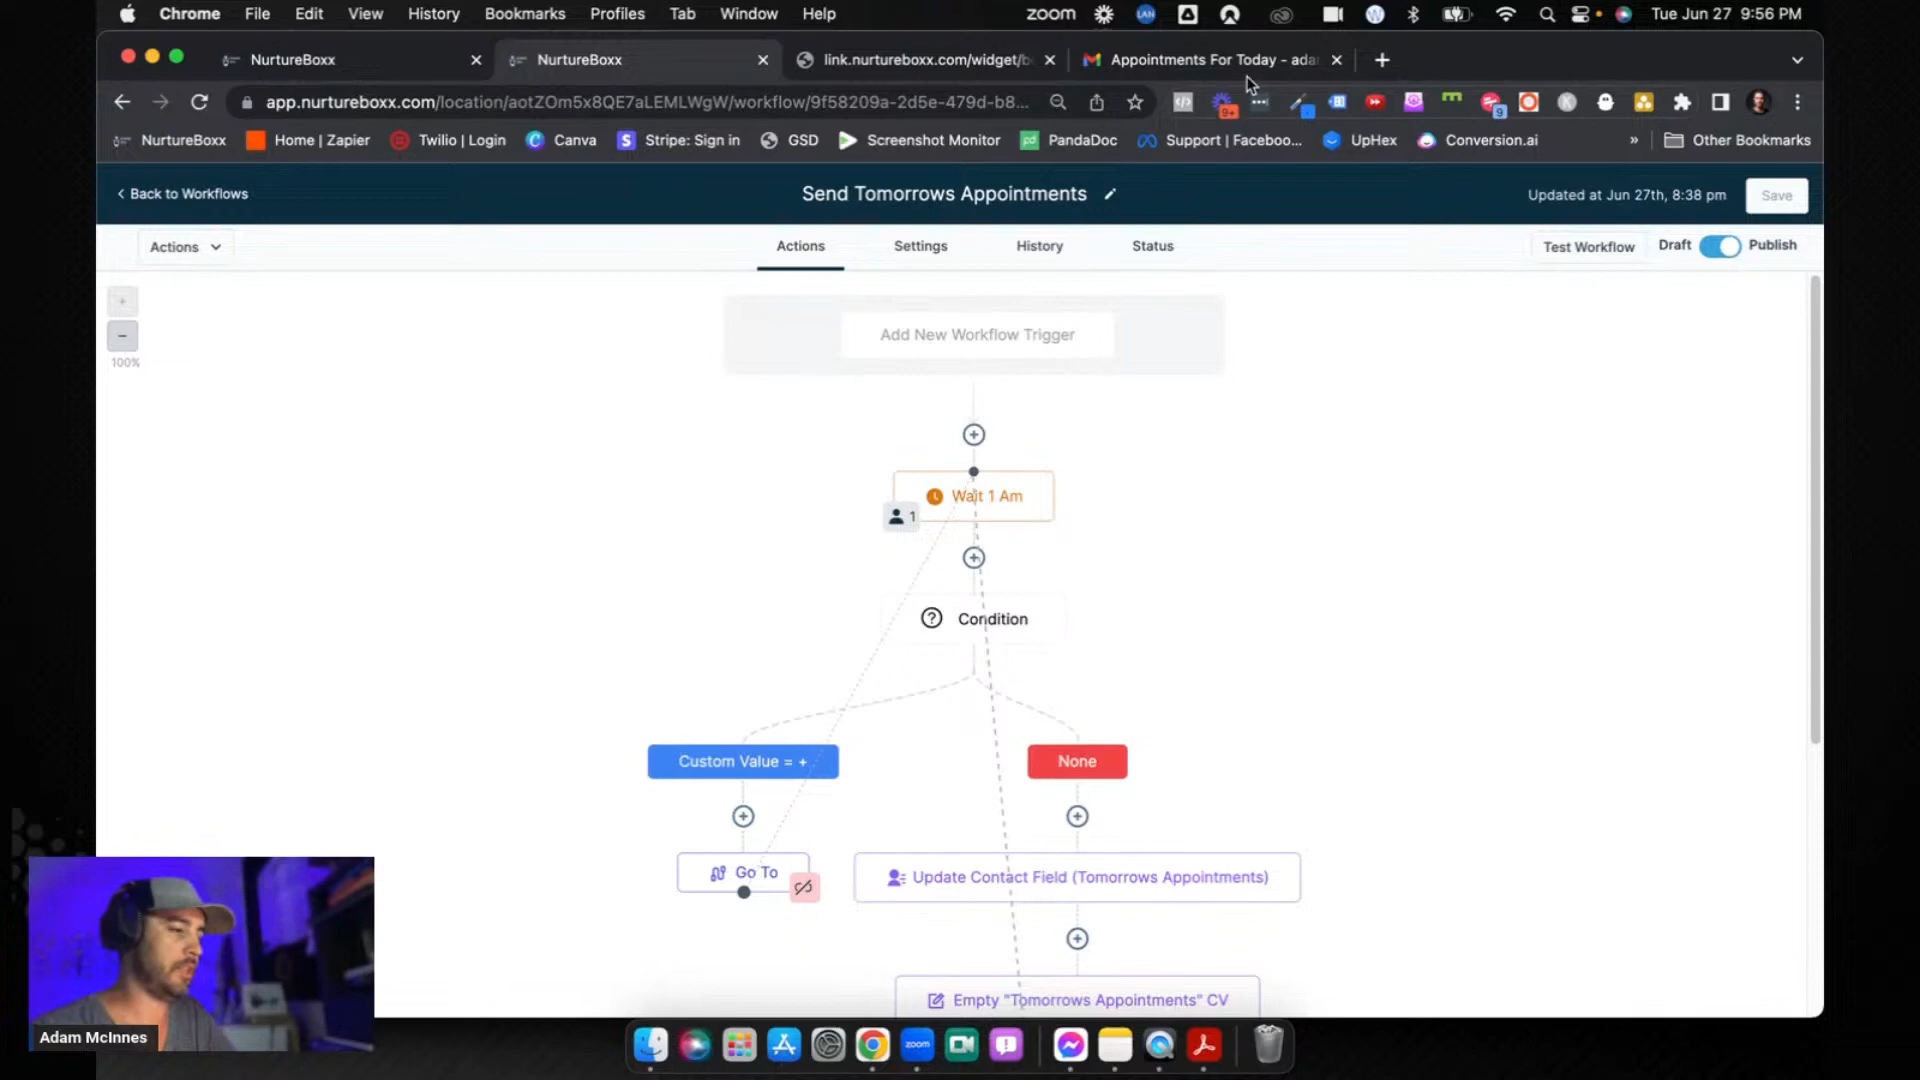 Chrome File Edit View History Bookmarks Profiles Tab Window Help zoom LAN Tue Jun 27 9:56 PM
NurtureBoxx NurtureBoxx link.nurtureboxx.com/widget/b Appointments For Today - ada
app.nurtureboxx.com/location/aotZOm5x8QE7aLEMLWgW/workflow/9f58209a-2d5e-479d-b8... 9+ 9
NurtureBoxx Home | Zapier Twilio | Login Canva Stripe: Sign in GSD Screenshot Monitor pd PandaDoc Support | Faceboo... UpHex Conversion.ai » Other Bookmarks
Back to Workflows Send Tomorrows Appointments Updated at Jun 27th, 8:38 pm Save
Actions Actions Settings History Status Test Workflow Draft Publish
100%
Add New Workflow Trigger
Wait 1 Am
1
Condition
Custom Value = + None
Go To Update Contact Field (Tomorrows Appointments)
Empty "Tomorrows Appointments" CV
Adam McInnes
zoom